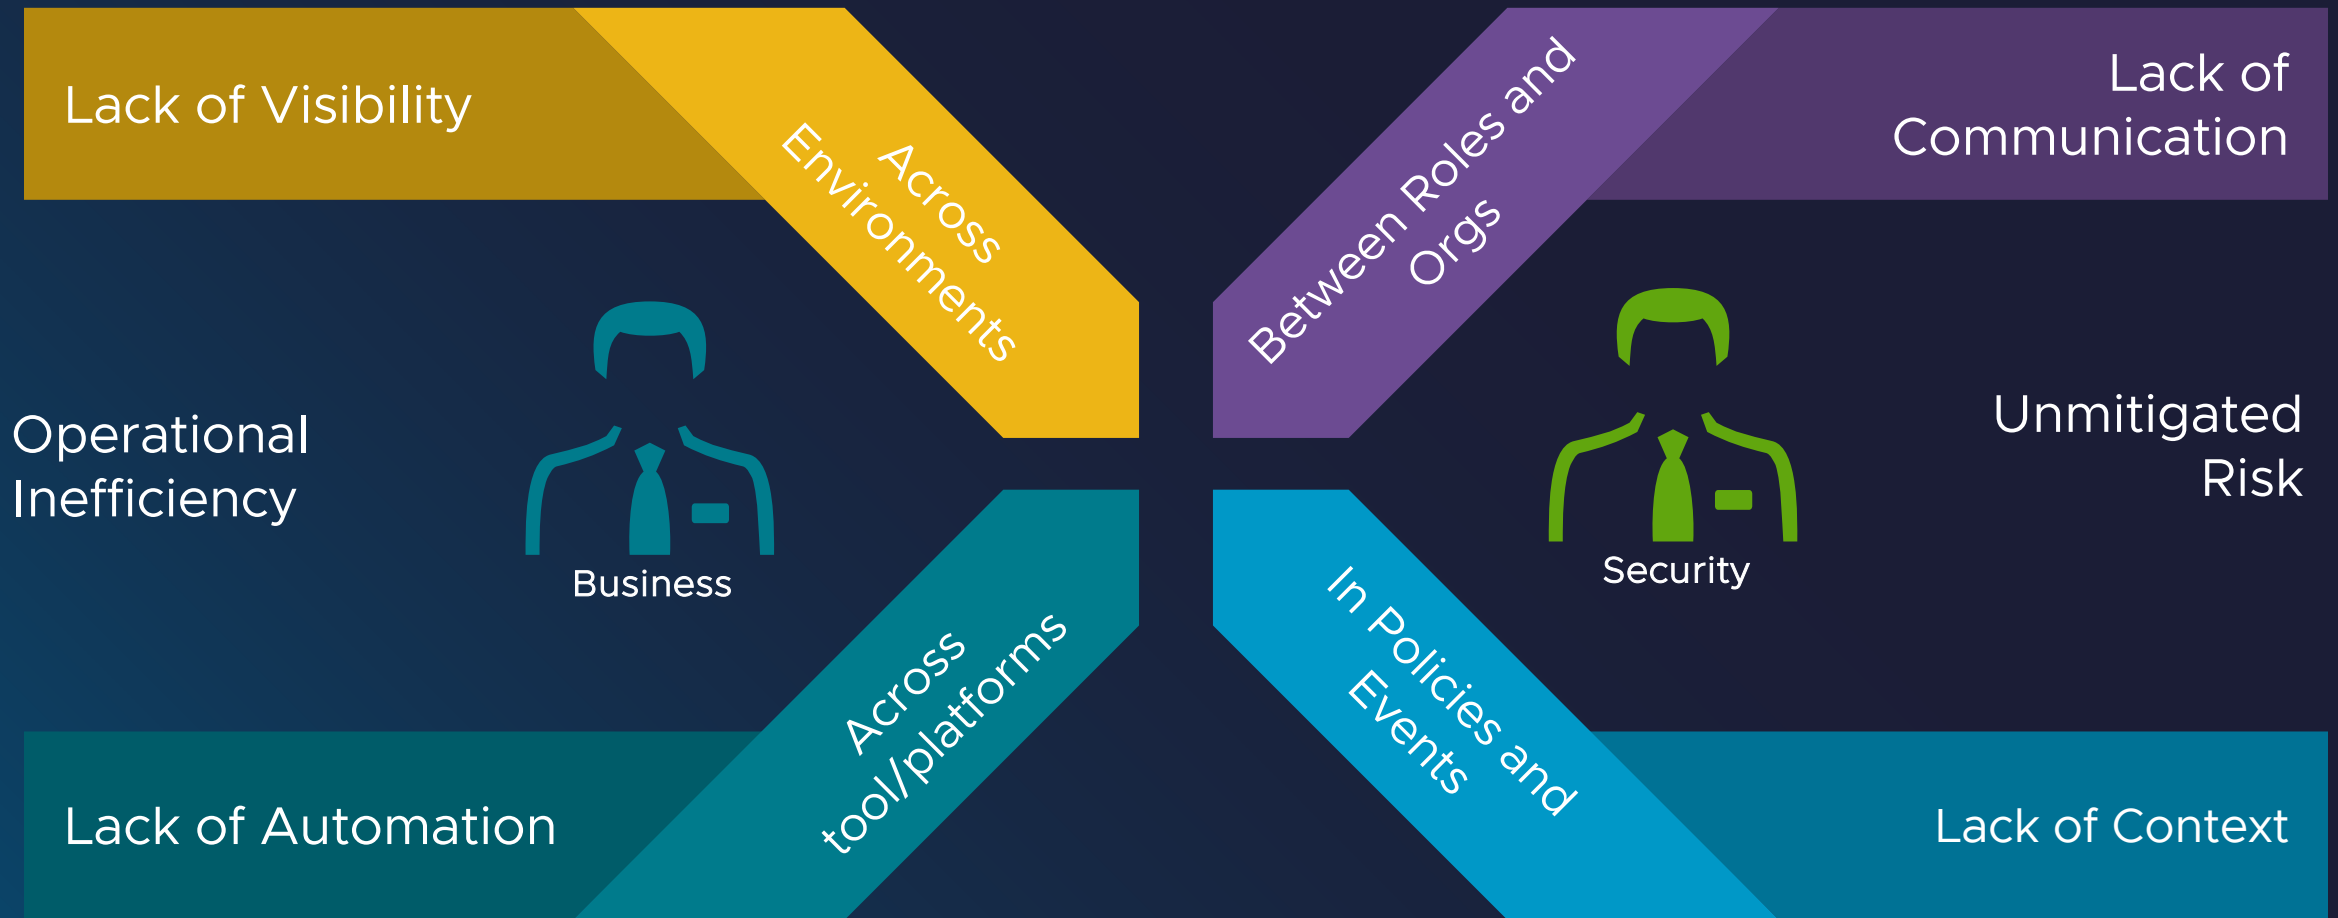 Lack of Visibility
Across
Environments
Between Roles and
Orgs
Lack of
Communication
Operational
Inefficiency
Business
Security
Unmitigated
Risk
Lack of Automation
Across
tool/platforms
In Policies and
Events
Lack of Context